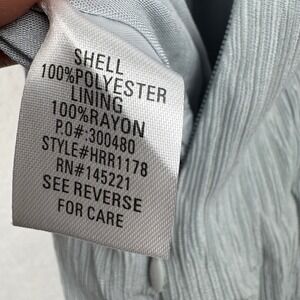 SHELL
100%POLYESTER
LINING
100%RAYON
P.O#:300480
STYLE#HRR1178
RN#145221
SEE REVERSE
FOR CARE